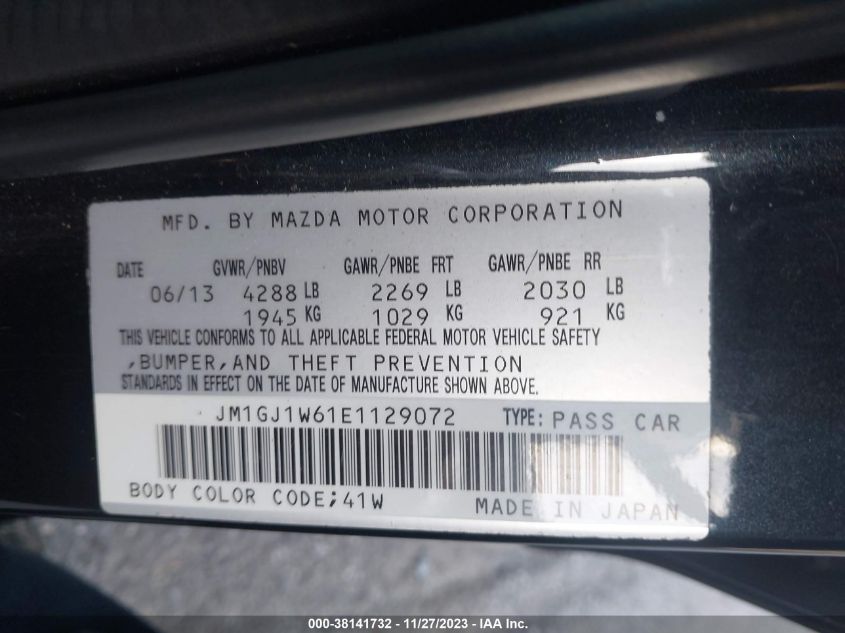 MFD. BY MAZDA MOTOR CORPORATION
DATE GVWR/PNBV GAWR/PNBE FRT GAWR/PNBE RR
06/13 4288 LB 2269 LB 2030 LB
1945 KG 1029 KG 921 KG
THIS VEHICLE CONFORMS TO ALL APPLICABLE FEDERAL MOTOR VEHICLE SAFETY
,BUMPER,AND THEFT PREVENTION
STANDARDS IN EFFECT ON THE DATE OF MANUFACTURE SHOWN ABOVE.
JM1GJ1W61E1129072 TYPE: PASS CAR
BODY COLOR CODE;41W MADE IN JAPAN
000-38141732 - 11/27/2023 - IAA Inc.